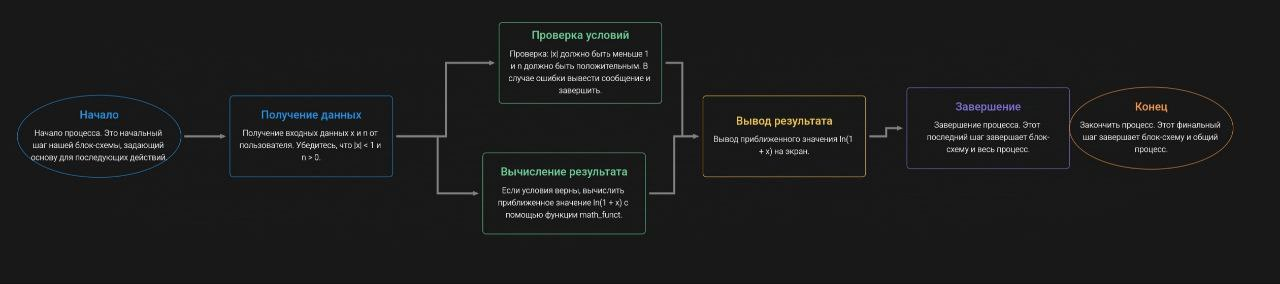 Начало
Начало процесса. Это начальный
шаг нашей блок-схемы, задающий
основу для последующих действий.
Получение данных
Получение входных данных x и n от
пользователя. Убедитесь, что |x| < 1 и
n > 0.
Проверка условий
Проверка: |x| должно быть меньше 1
и n должно быть положительным. В
случае ошибки вывести сообщение и
завершить.
Вычисление результата
Если условия верны, вычислить
приближенное значение ln(1 + x) с
помощью функции math_funct.
Вывод результата
Вывод приближенного значения ln(1
+ x) на экран.
Завершение
Завершение процесса. Этот
последний шаг завершает блок-
схему и весь процесс.
Конец
Закончить процесс. Этот финальный
шаг завершает блок-схему и общий
процесс.